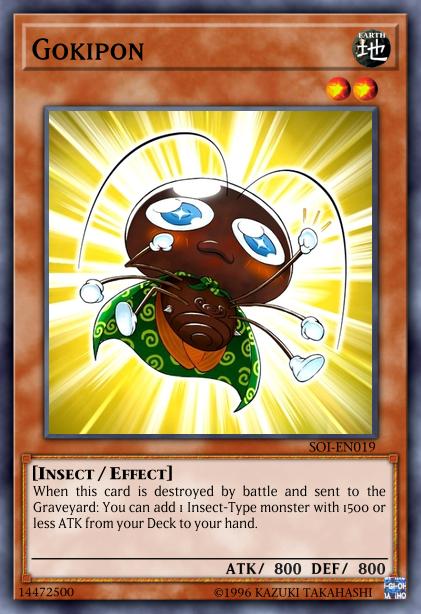 GOKIPON
EARTH
地
SOI-EN019
[INSECT / EFFECT]
When this card is destroyed by battle and sent to the
Graveyard: You can add 1 Insect-Type monster with 1500 or
less ATK from your Deck to your hand.
ATK/ 800 DEF/ 800
14472500
©1996 KAZUKI TAKAHASHI